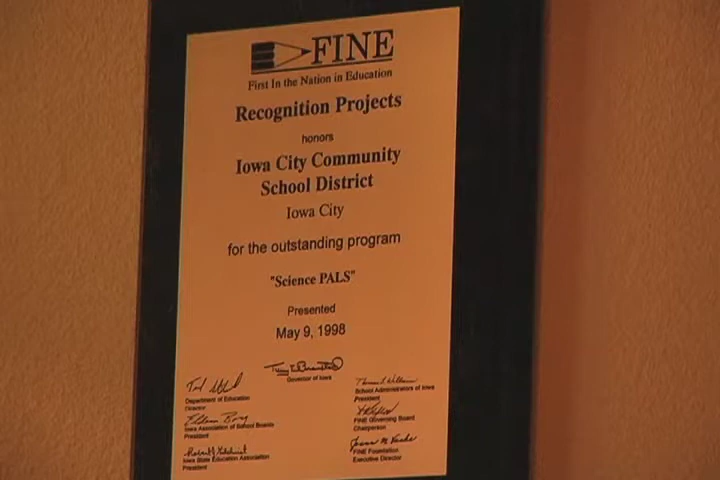 FINE
First In the Nation in Education
Recognition Projects
honors
Iowa City Community
School District
Iowa City
for the outstanding program
"Science PALS"
Presented
May 9, 1998
Governor of Iowa
Department of Education
Director
School Administrators of Iowa
President
Iowa Association of School Boards
President
FINE Governing Board
Chairperson
Iowa State Education Association
President
FINE Foundation
Executive Director